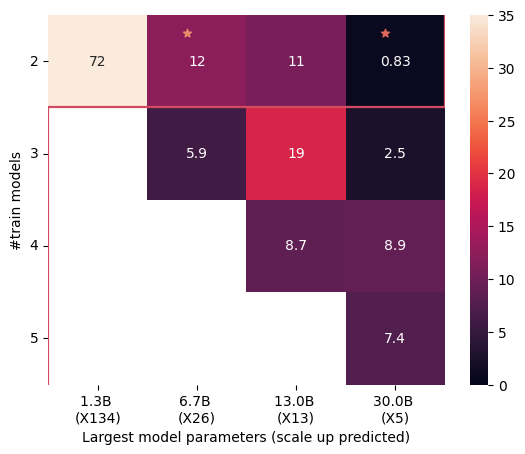 2
72
12
11
0.83
3
5.9
19
2.5
4
8.7
8.9
5
7.4
#train models
1.3B
(X134)
6.7B
(X26)
13.0B
(X13)
30.0B
(X5)
Largest model parameters (scale up predicted)
35
30
25
20
15
10
5
0